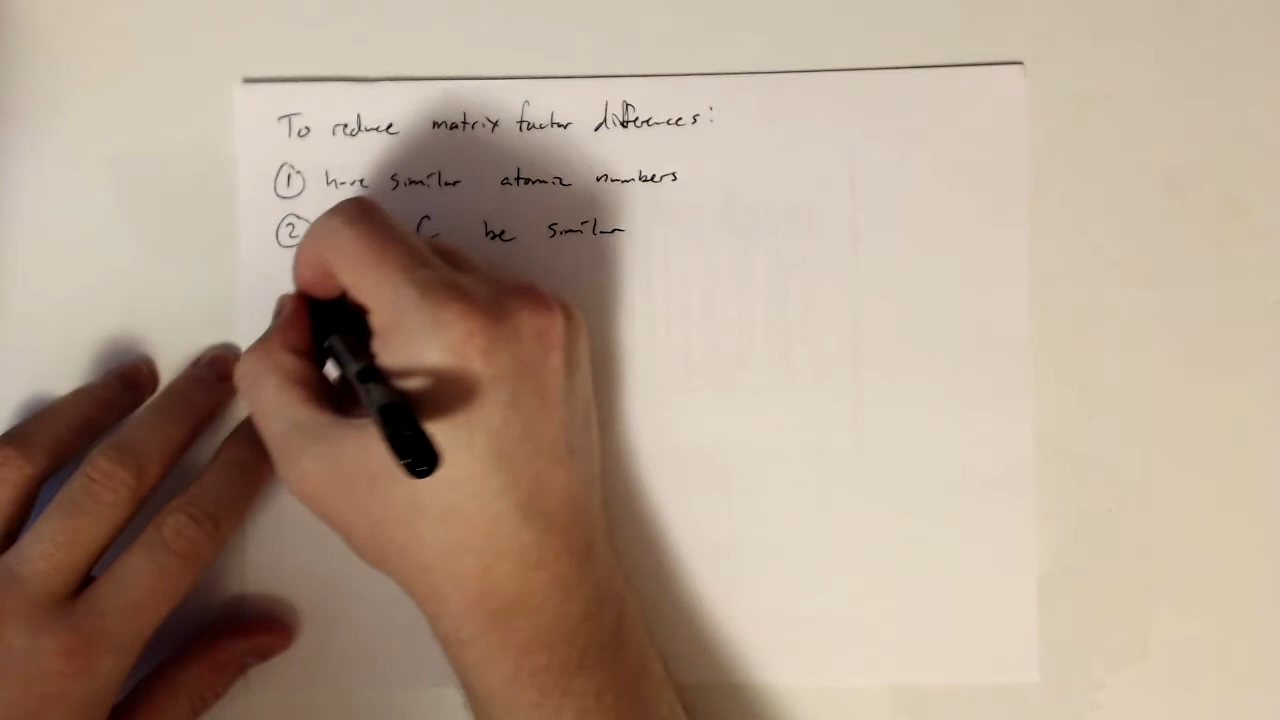 To reduce matrix factor differences:
① have similar atomic numbers
② C be similar